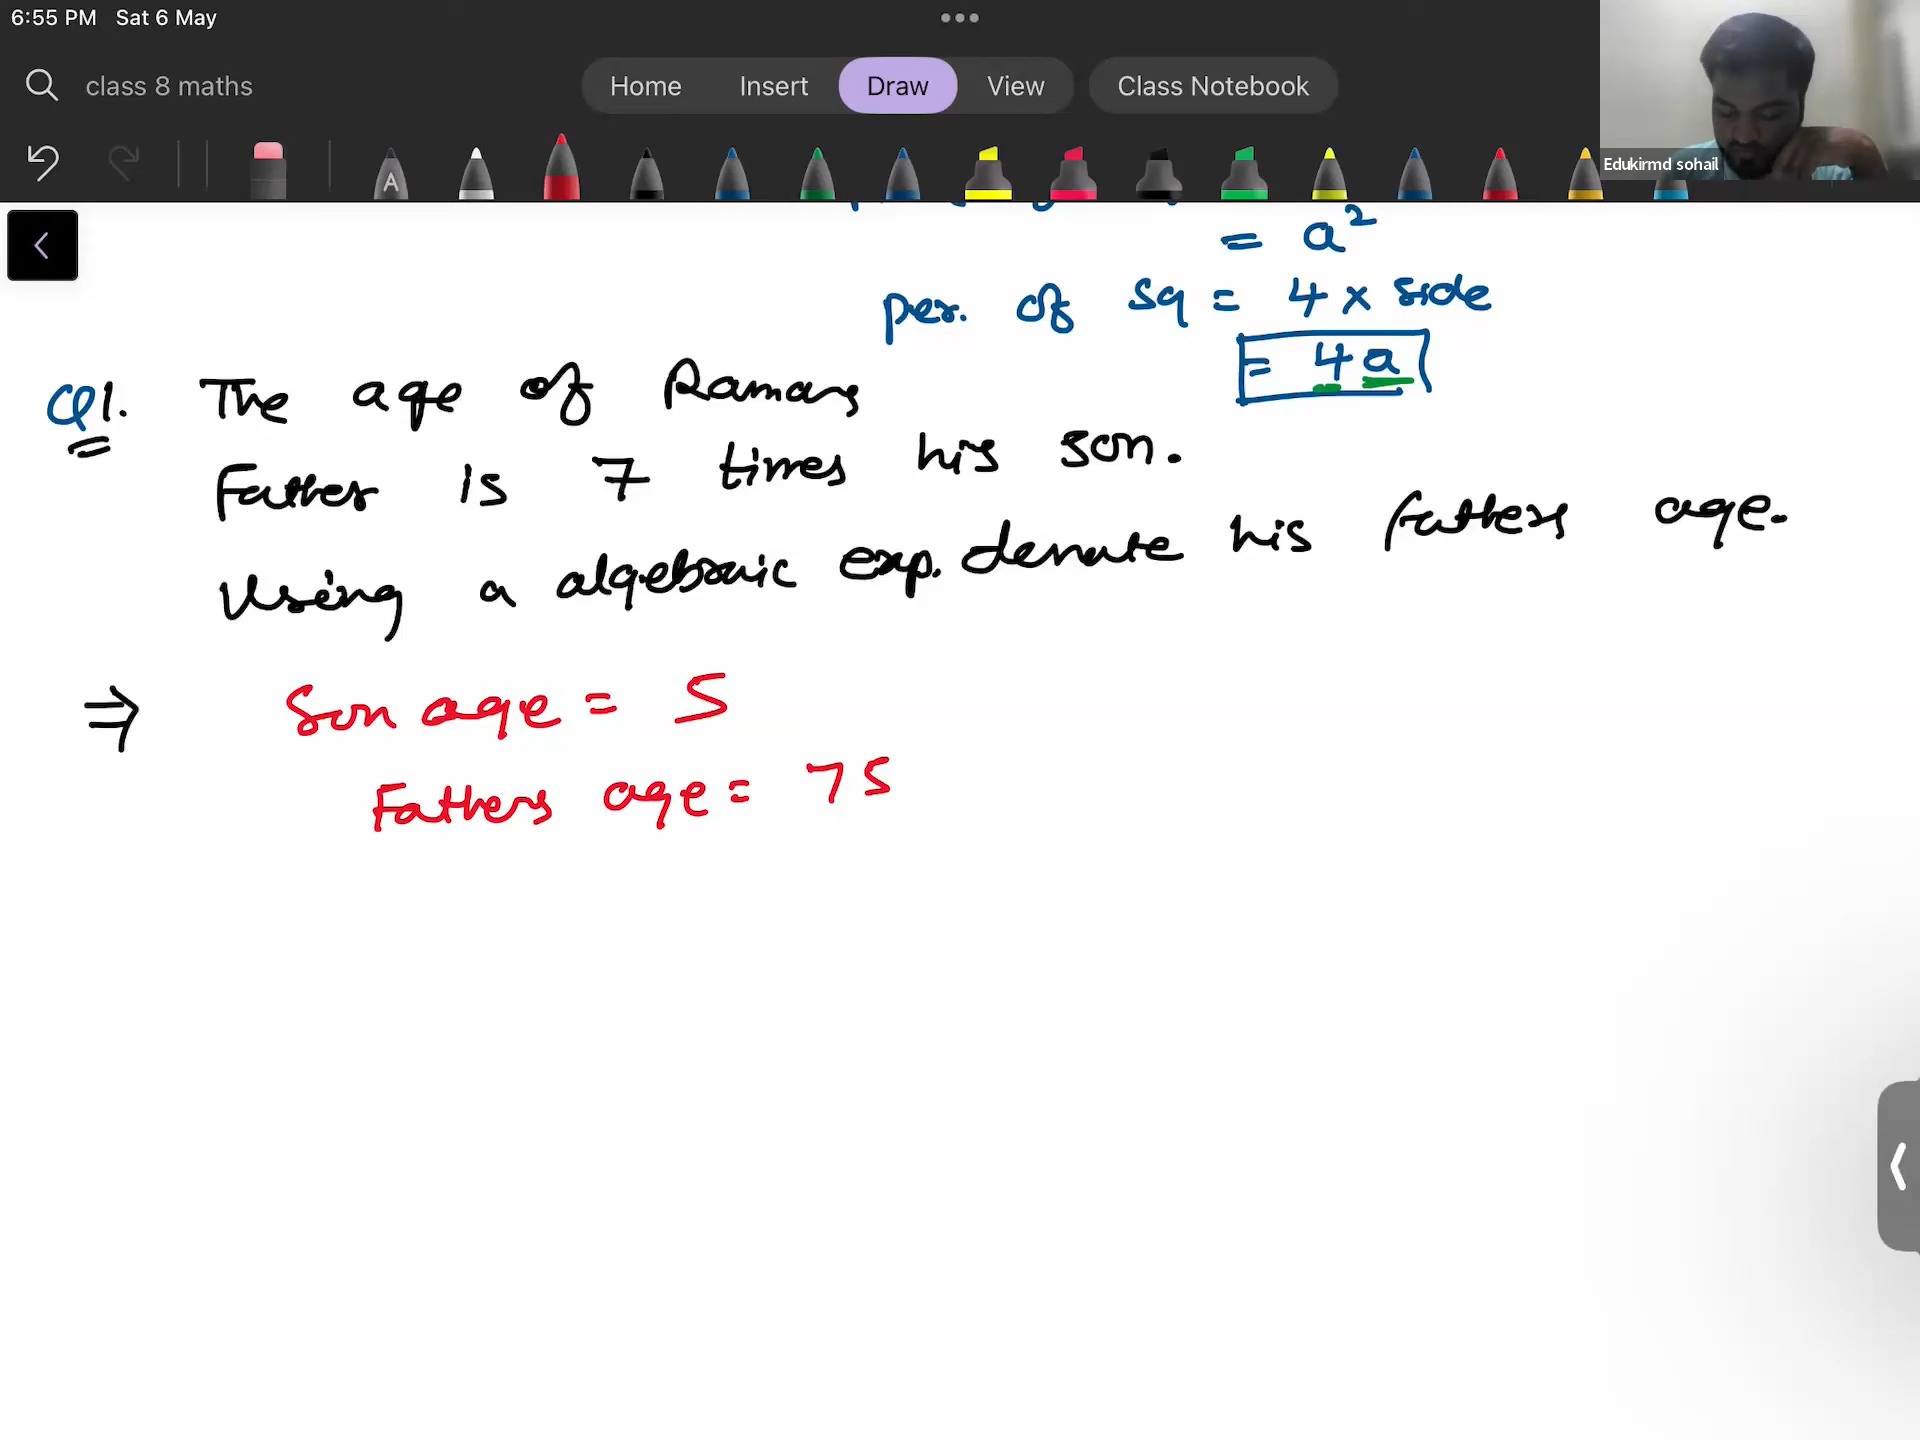 6:55 PM Sat 6 May
class 8 maths
Home Insert Draw View Class Notebook
A
Edukirmd sohail
= a²
per. of sq = 4 x side
= 4a
Q1. The age of Ramans
Father is 7 times his son.
Using a algebraic exp. denote his fathers age.
⇒ Son age = S
Fathers age = 7S